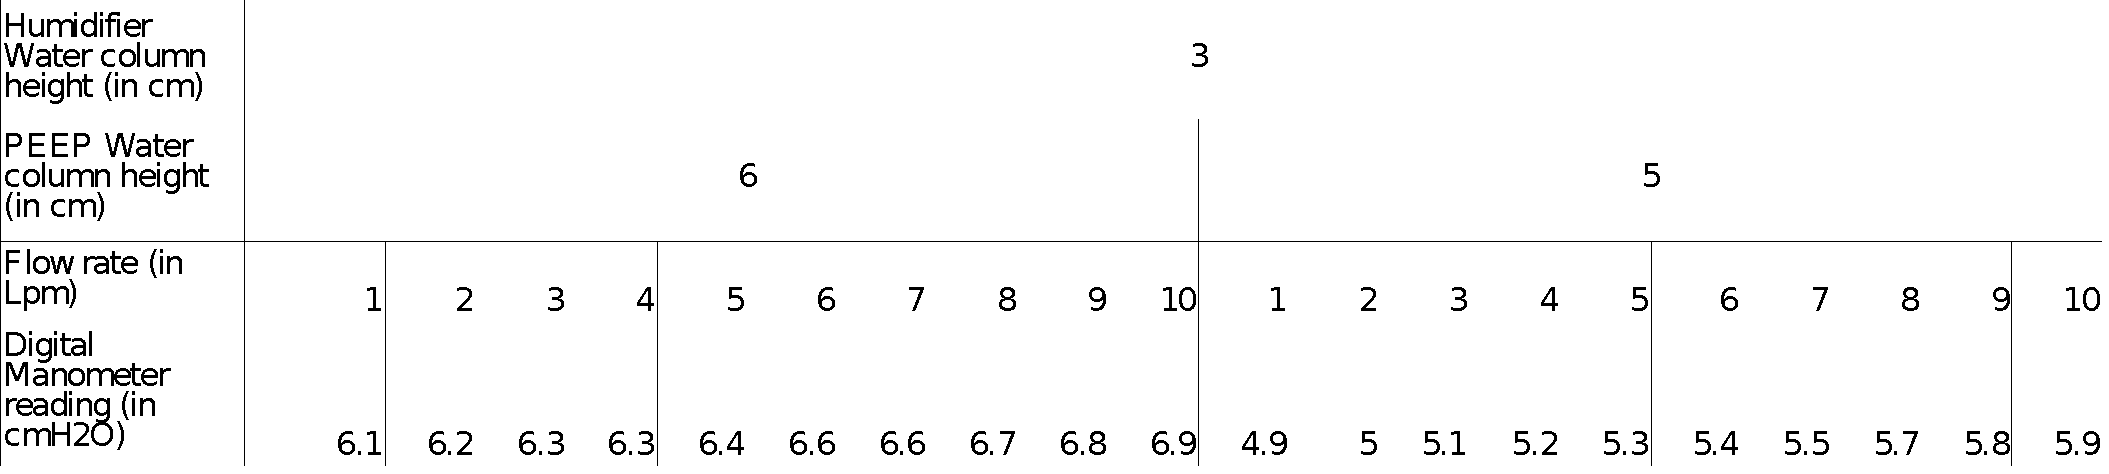 Humidifier
Water column
height (in cm)
3
PEEP Water
column height
(in cm)
6 5
Flow rate (in
Lpm)
1 2 3 4 5 6 7 8 9 10 1 2 3 4 5 6 7 8 9 10
Digital
Manometer
reading (in
cmH2O)
6.1 6.2 6.3 6.3 6.4 6.6 6.6 6.7 6.8 6.9 4.9 5 5.1 5.2 5.3 5.4 5.5 5.7 5.8 5.9